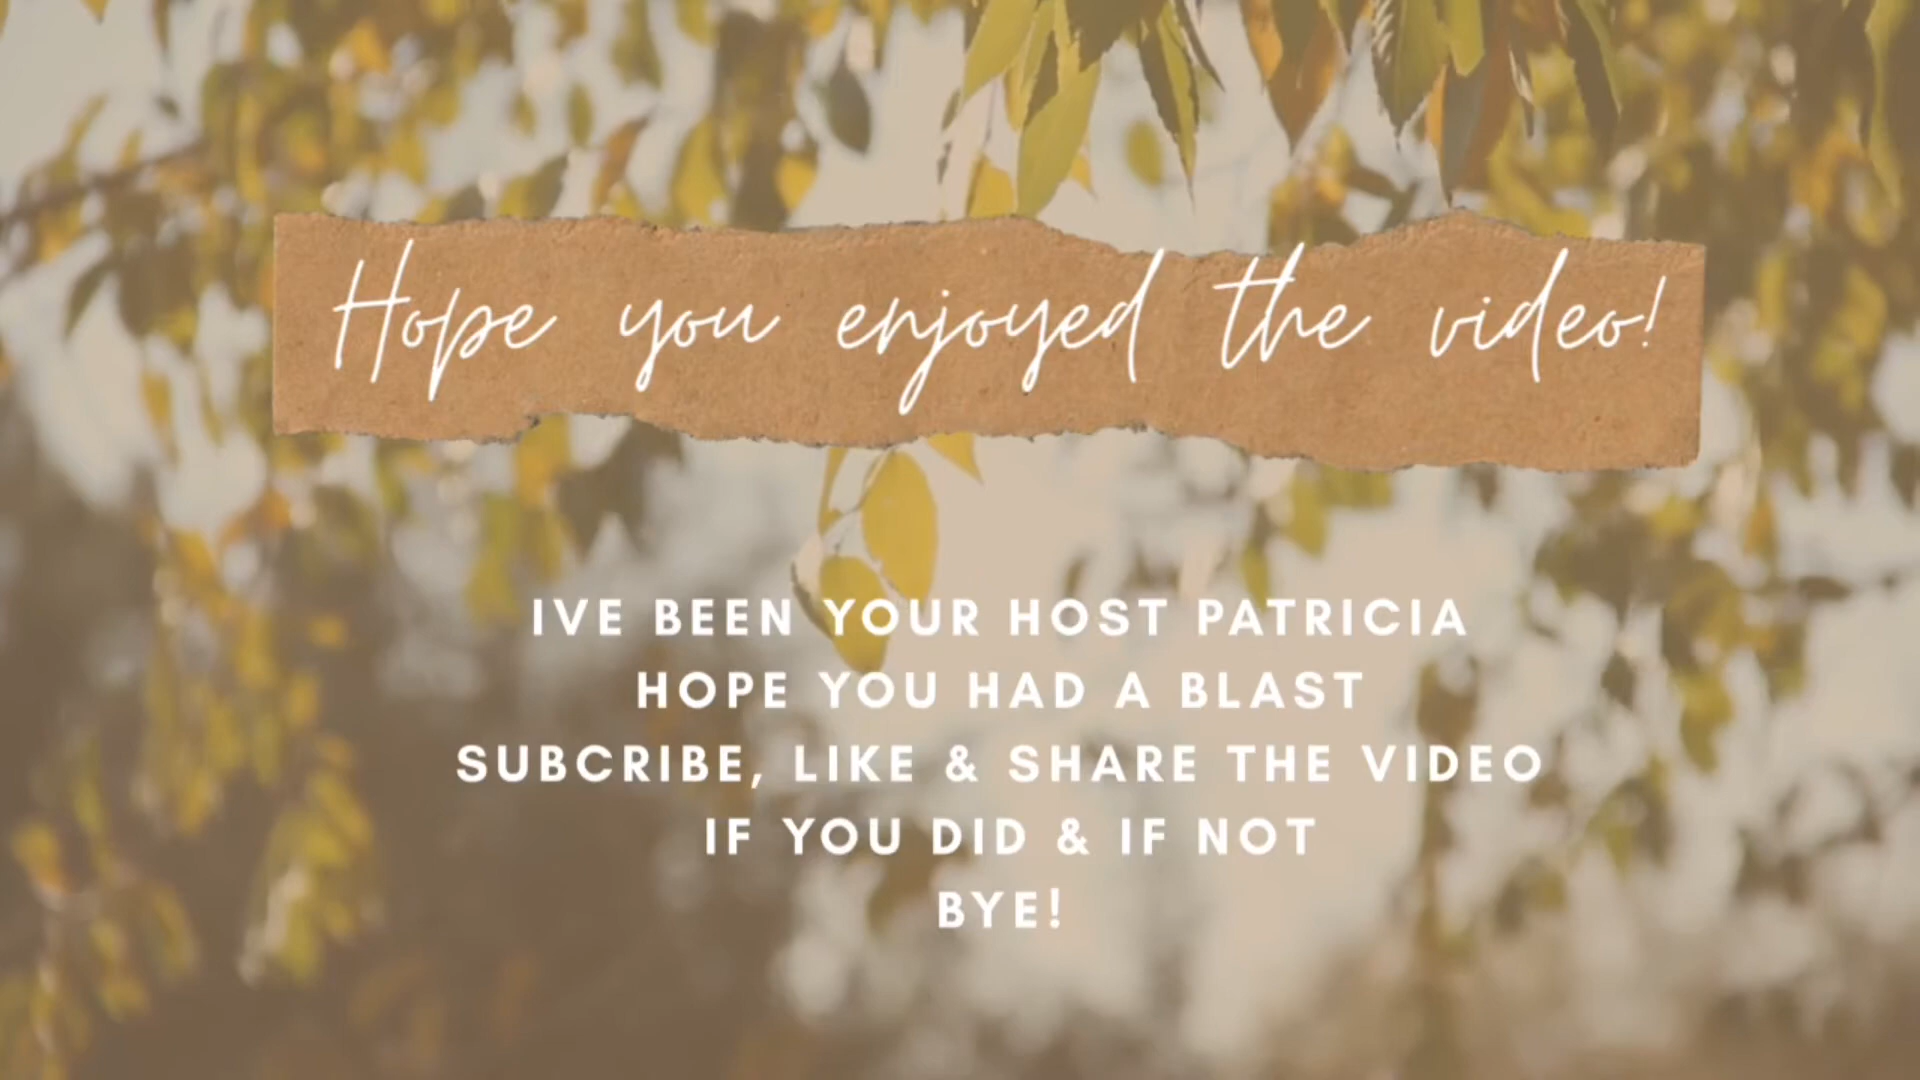 Hope you enjoyed the video!
IVE BEEN YOUR HOST PATRICIA
HOPE YOU HAD A BLAST
SUBCRIBE, LIKE & SHARE THE VIDEO
IF YOU DID & IF NOT
BYE!